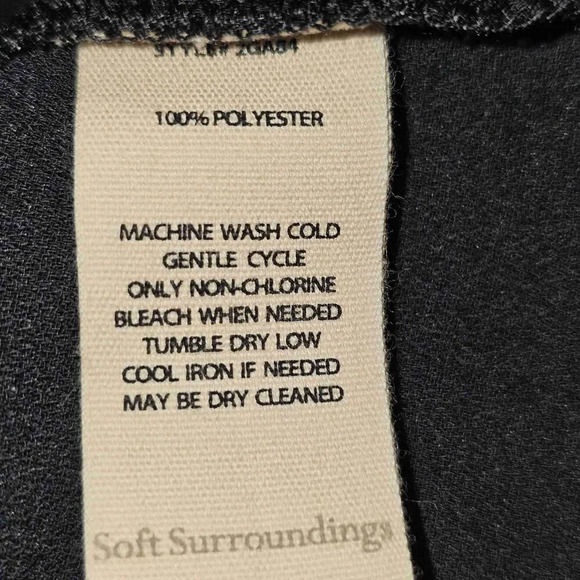 STYLE#
100% POLYESTER
MACHINE WASH COLD
GENTLE CYCLE
ONLY NON-CHLORINE
BLEACH WHEN NEEDED
TUMBLE DRY LOW
COOL IRON IF NEEDED
MAY BE DRY CLEANED
Soft Surroundings